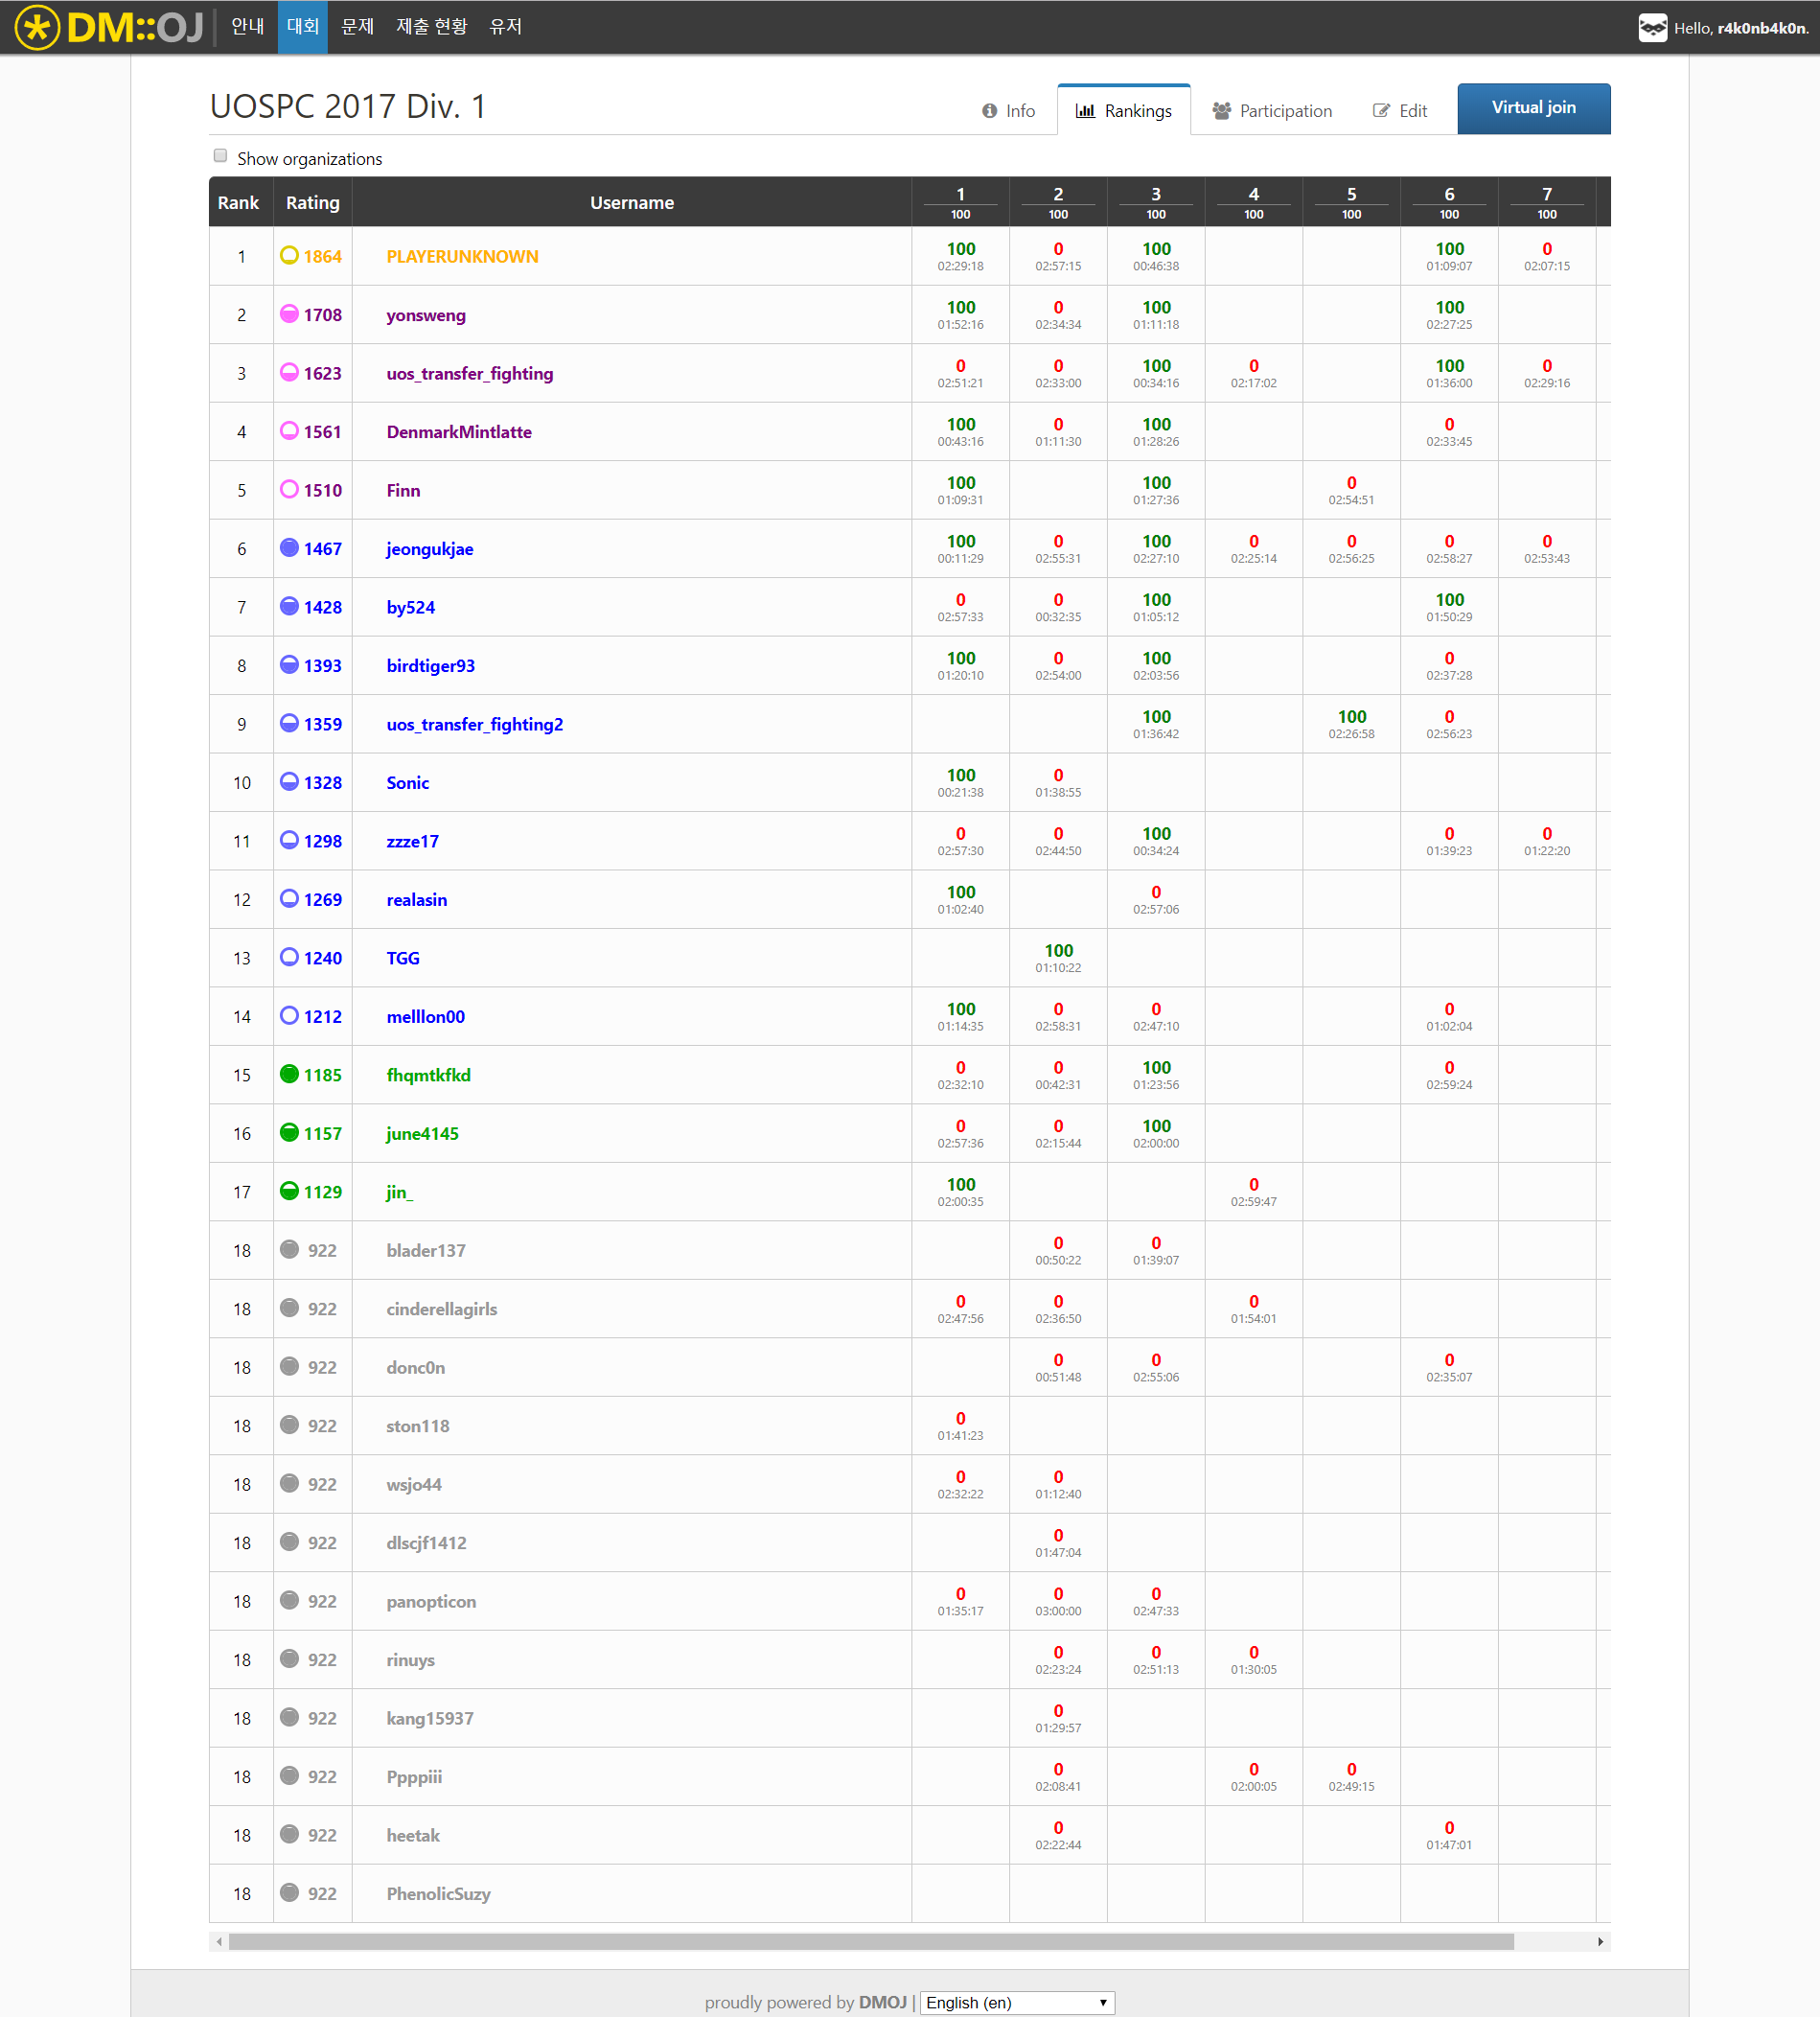 DM::OJ 안내 대회 문제 제출 현황 유저 Hello, r4k0nb4k0n.
UOSPC 2017 Div. 1 Info Rankings Participation Edit Virtual join
Show organizations
Rank Rating Username 1 2 3 4 5 6 7
100 100 100 100 100 100 100
1 1864 PLAYERUNKNOWN 100 0 100 100 0
02:29:18 02:57:15 00:46:38 01:09:07 02:07:15
2 1708 yonsweng 100 0 100 100
01:52:16 02:34:34 01:11:18 02:27:25
3 1623 uos_transfer_fighting 0 0 100 0 100 0
02:51:21 02:33:00 00:34:16 02:17:02 01:36:00 02:29:16
4 1561 DenmarkMintlatte 100 0 100 0
00:43:16 01:11:30 01:28:26 02:33:45
5 1510 Finn 100 100 0
01:09:31 01:27:36 02:54:51
6 1467 jeongukjae 100 0 100 0 0 0 0
00:11:29 02:55:31 02:27:10 02:25:14 02:56:25 02:58:27 02:53:43
7 1428 by524 0 0 100 100
02:57:33 00:32:35 01:05:12 01:50:29
8 1393 birdtiger93 100 0 100 0
01:20:10 02:54:00 02:03:56 02:37:28
9 1359 uos_transfer_fighting2 100 100 0
01:36:42 02:26:58 02:56:23
10 1328 Sonic 100 0
00:21:38 01:38:55
11 1298 zzze17 0 0 100 0 0
02:57:30 02:44:50 00:34:24 01:39:23 01:22:20
12 1269 realasin 100 0
01:02:40 02:57:06
13 1240 TGG 100
01:10:22
14 1212 melllon00 100 0 0 0
01:14:35 02:58:31 02:47:10 01:02:04
15 1185 fhqmtkfkd 0 0 100 0
02:32:10 00:42:31 01:23:56 02:59:24
16 1157 june4145 0 0 100
02:57:36 02:15:44 02:00:00
17 1129 jin_ 100 0
02:00:35 02:59:47
18 922 blader137 0 0
00:50:22 01:39:07
18 922 cinderellagirls 0 0 0
02:47:56 02:36:50 01:54:01
18 922 donc0n 0 0 0
00:51:48 02:55:06 02:35:07
18 922 ston118 0
01:41:23
18 922 wsjo44 0 0
02:32:22 01:12:40
18 922 dlscjf1412 0
01:47:04
18 922 panopticon 0 0 0
01:35:17 03:00:00 02:47:33
18 922 rinuys 0 0 0
02:23:24 02:51:13 01:30:05
18 922 kang15937 0
01:29:57
18 922 Ppppiii 0 0 0
02:08:41 02:00:05 02:49:15
18 922 heetak 0 0
02:22:44 01:47:01
18 922 PhenolicSuzy
proudly powered by DMOJ | English (en)